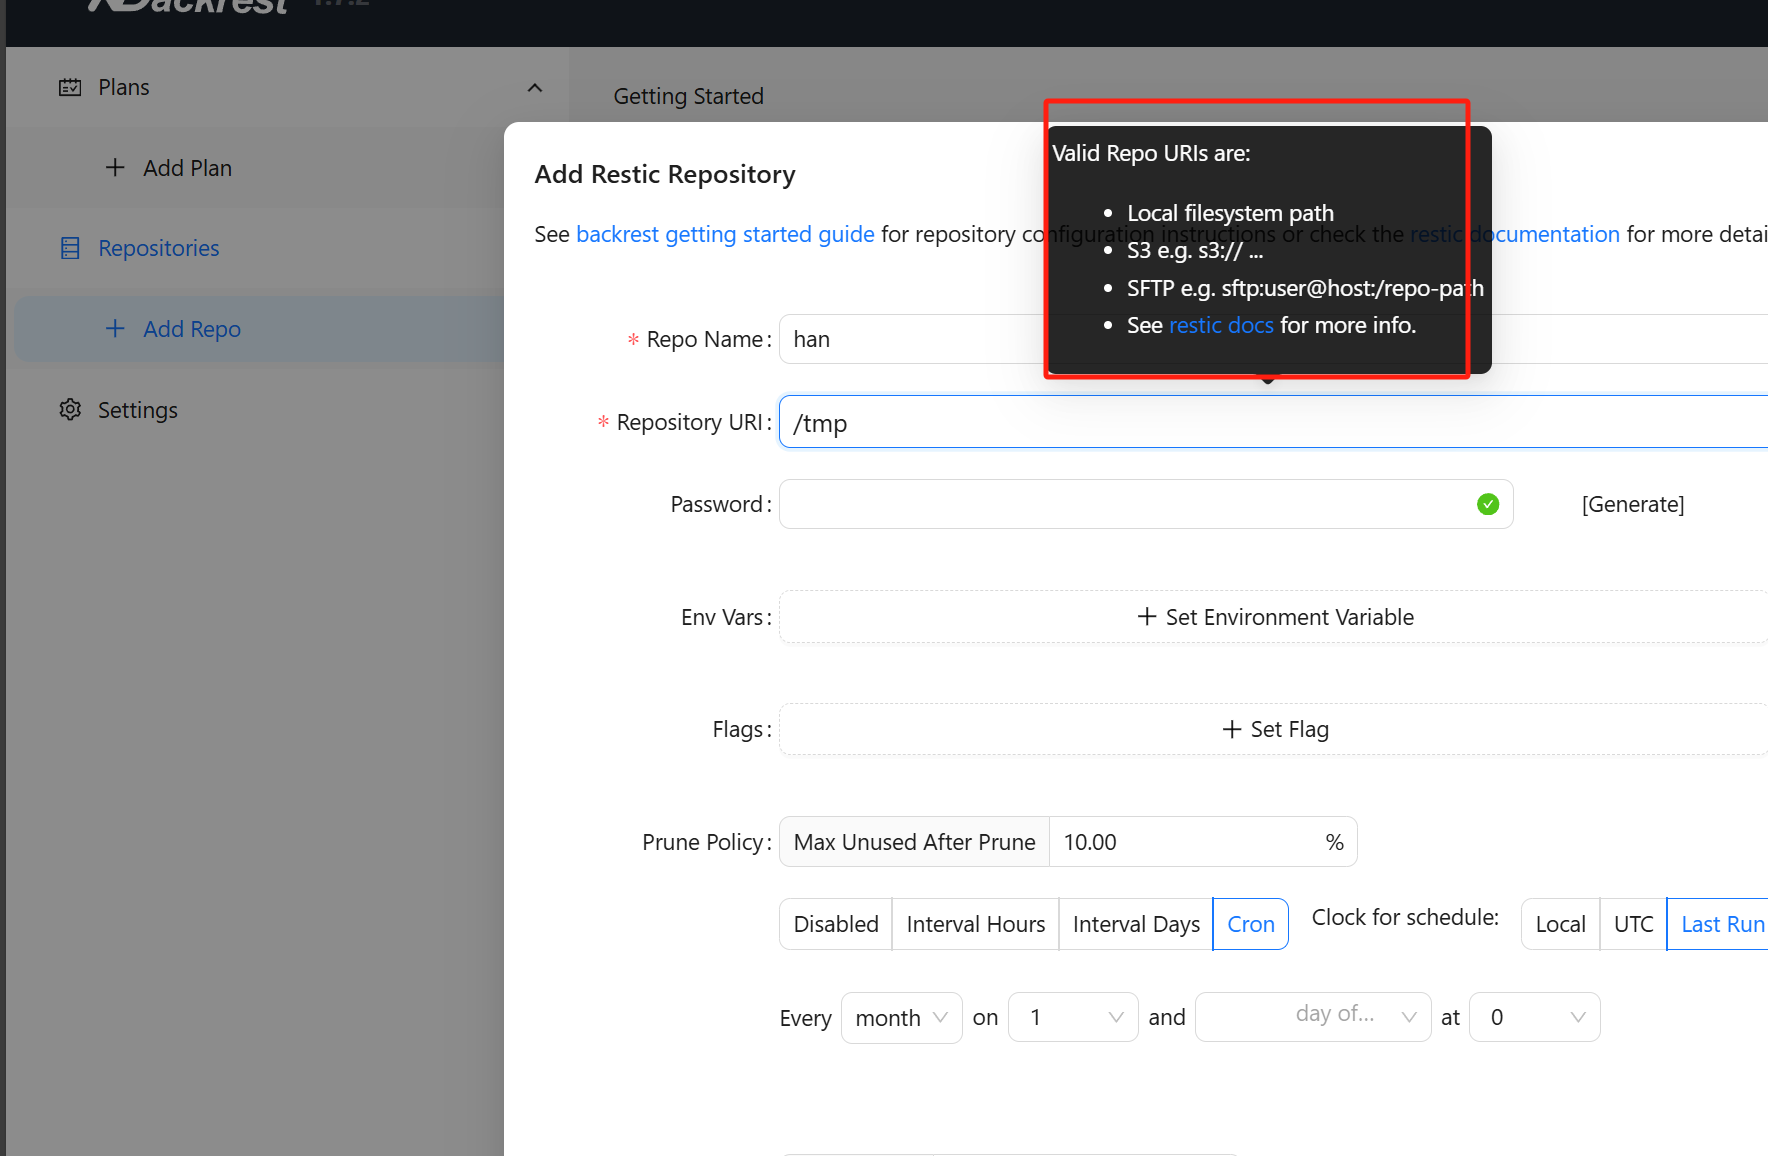 Backrest 1.7.2
Plans
Getting Started
Add Plan
Repositories
Add Repo
Settings
Add Restic Repository
See backrest getting started guide for repository configuration instructions or check the restic documentation for more detai
Valid Repo URIs are:
Local filesystem path
S3 e.g. s3:// ...
SFTP e.g. sftp:user@host:/repo-path
See restic docs for more info.
* Repo Name: han
* Repository URI: /tmp
Password: [Generate]
Env Vars: + Set Environment Variable
Flags: + Set Flag
Prune Policy: Max Unused After Prune 10.00 %
Disabled Interval Hours Interval Days Cron Clock for schedule: Local UTC Last Run
Every month on 1 and day of... at 0